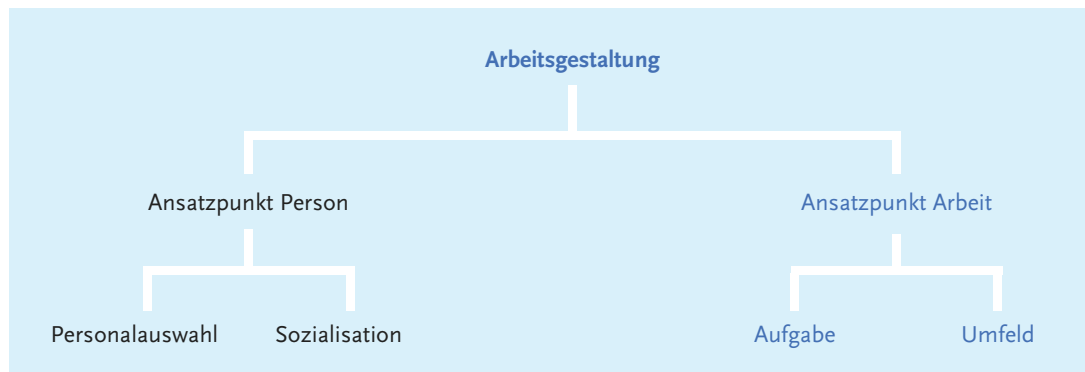 Arbeitsgestaltung
Ansatzpunkt Person
Ansatzpunkt Arbeit
Personalauswahl
Sozialisation
Aufgabe
Umfeld